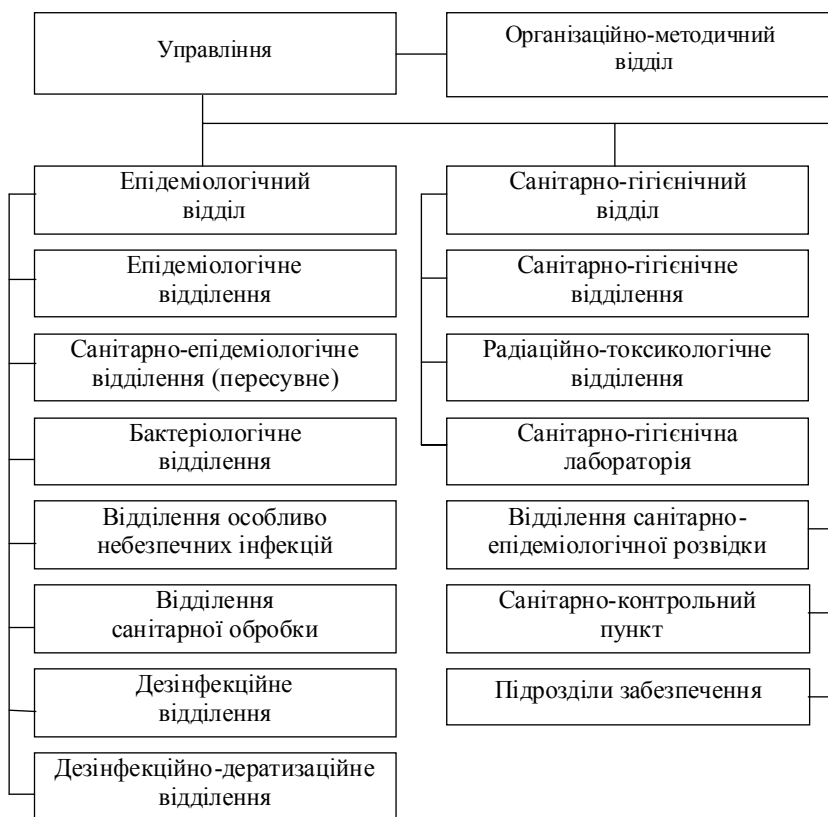 Управління
Організаційно-методичний
відділ
Епідеміологічний
відділ
Епідеміологічне
відділення
Санітарно-епідеміологічне
відділення (пересувне)
Бактеріологічне
відділення
Відділення особливо
небезпечних інфекцій
Відділення
санітарної обробки
Дезінфекційне
відділення
Дезінфекційно-дератизаційне
відділення
Санітарно-гігієнічний
відділ
Санітарно-гігієнічне
відділення
Радіаційно-токсикологічне
відділення
Санітарно-гігієнічна
лабораторія
Відділення санітарно-
епідеміологічної розвідки
Санітарно-контрольний
пункт
Підрозділи забезпечення